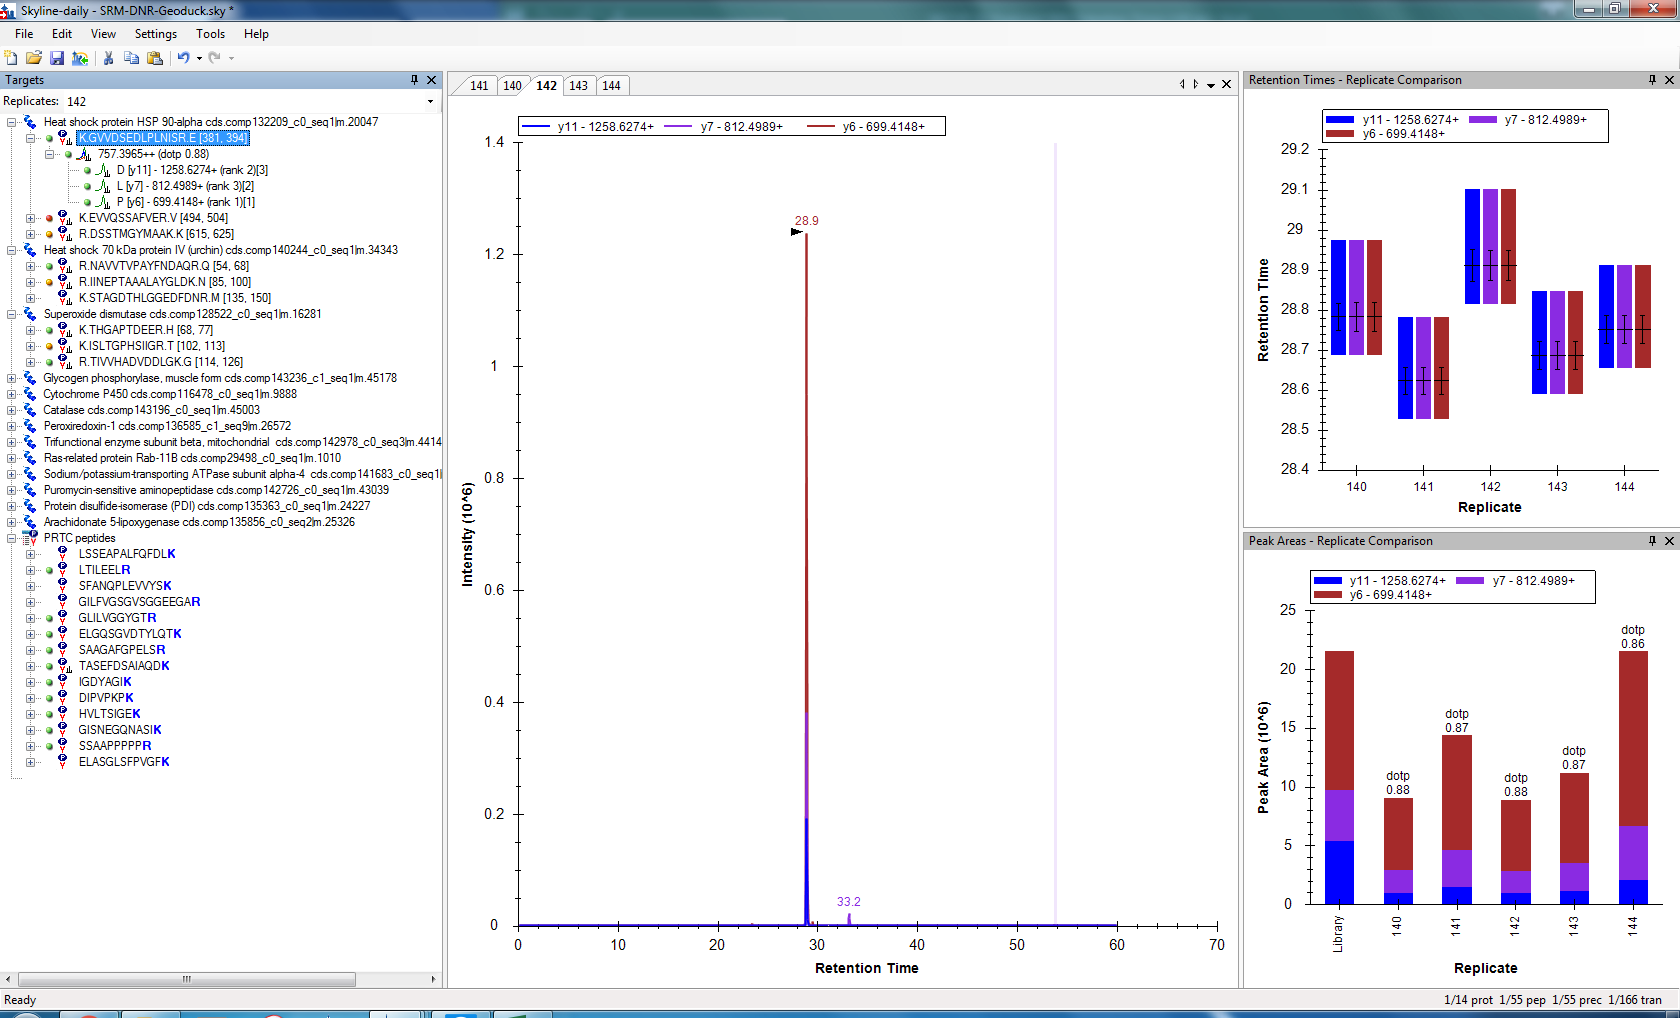 Skyline-daily - SRM-DNR-Geoduck.sky *
File Edit View Settings Tools Help
Targets
Replicates: 142
Heat shock protein HSP 90-alpha cds.comp132209_c0_seq1|m.20047
K.GVVDSEDLPLNISR.E [381, 394]
757.3965++ (dotp 0.88)
D [y11] - 1258.6274+ (rank 2)[3]
L [y7] - 812.4989+ (rank 3)[2]
P [y6] - 699.4148+ (rank 1)[1]
K.EVVQSSAFVER.V [494, 504]
R.DSSTMGYMAAK.K [615, 625]
Heat shock 70 kDa protein IV (urchin) cds.comp140244_c0_seq1|m.34343
R.NAVVTVPAYFNDAQR.Q [54, 68]
R.IINEPTAAALAYGLDK.N [85, 100]
K.STAGDTHLGGEDFDNR.M [135, 150]
Superoxide dismutase cds.comp128522_c0_seq1|m.16281
K.THGAPTDEER.H [68, 77]
K.ISLTGPHSIIGR.T [102, 113]
R.TIVVHADVDDLGK.G [114, 126]
Glycogen phosphorylase, muscle form cds.comp143236_c1_seq1|m.45178
Cytochrome P450 cds.comp116478_c0_seq1|m.9888
Catalase cds.comp143196_c0_seq1|m.45003
Peroxiredoxin-1 cds.comp136585_c1_seq9|m.26572
Trifunctional enzyme subunit beta, mitochondrial cds.comp142978_c0_seq3|m.4414
Ras-related protein Rab-11B cds.comp29498_c0_seq1|m.1010
Sodium/potassium-transporting ATPase subunit alpha-4 cds.comp141683_c0_seq1|
Puromycin-sensitive aminopeptidase cds.comp142726_c0_seq1|m.43039
Protein disulfide-isomerase (PDI) cds.comp135363_c0_seq1|m.24227
Arachidonate 5-lipoxygenase cds.comp135856_c0_seq2|m.25326
PRTC peptides
LSSEAPALFQFDLK
LTILEELR
SFANQPLEVVYSK
GILFVGSGVSGGEEGAR
GLILVGGYGTR
ELGQSGVDTYLQTK
SAAGAFGPELSR
TASEFDSAIAQDK
IGDYAGIK
DIPVPKPK
HVLTSIGEK
GISNEGQNASIK
SSAAPPPPPR
ELASGLSFPVGFK
141 140 142 143 144
y11 - 1258.6274+ y7 - 812.4989+ y6 - 699.4148+
1.4
1.2
1
0.8
0.6
0.4
0.2
0
Intensity (10^6)
28.9
33.2
0 10 20 30 40 50 60 70
Retention Time
Retention Times - Replicate Comparison
y11 - 1258.6274+ y7 - 812.4989+
y6 - 699.4148+
29.2
29.1
29
28.9
28.8
28.7
28.6
28.5
28.4
Retention Time
140 141 142 143 144
Replicate
Peak Areas - Replicate Comparison
y11 - 1258.6274+ y7 - 812.4989+
y6 - 699.4148+
25
20
15
10
5
0
Peak Area (10^6)
dotp
0.88
dotp
0.87
dotp
0.88
dotp
0.87
dotp
0.86
Library 140 141 142 143 144
Replicate
Ready
1/14 prot 1/55 pep 1/55 prec 1/166 tran